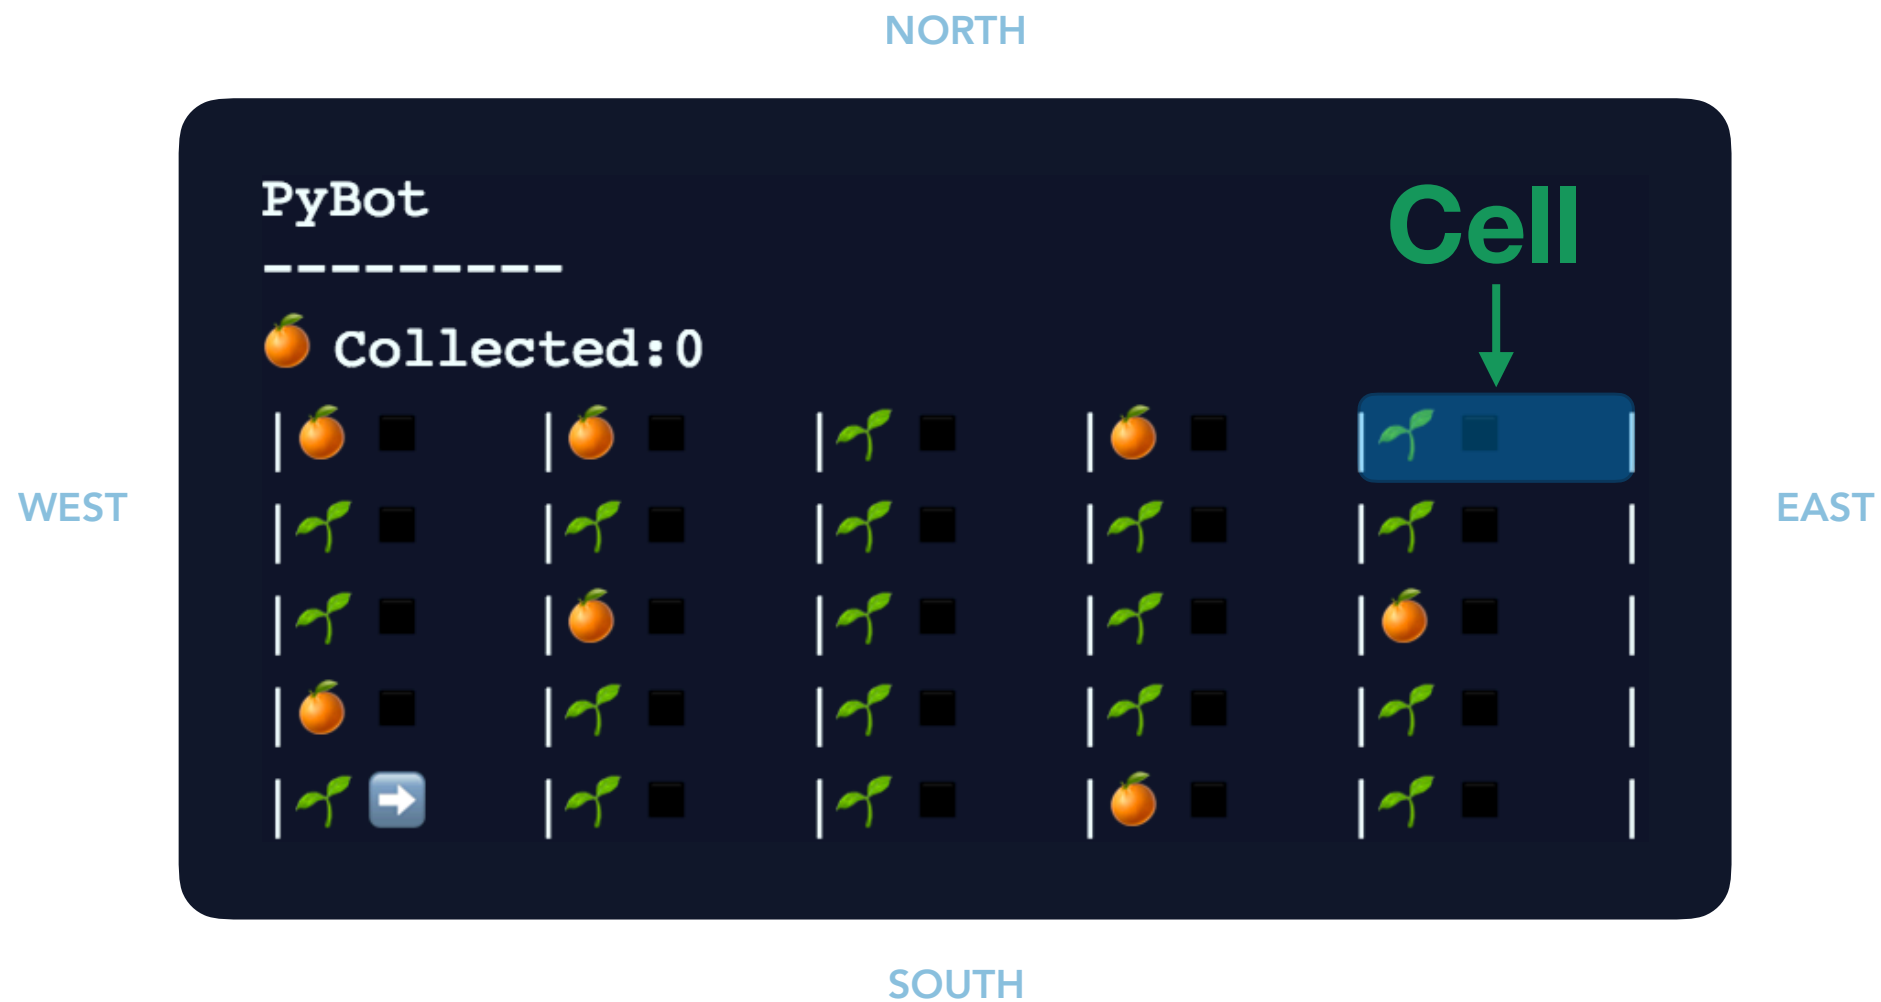 NORTH
PyBot
---------
Cell
Collected:0
WEST
EAST
SOUTH